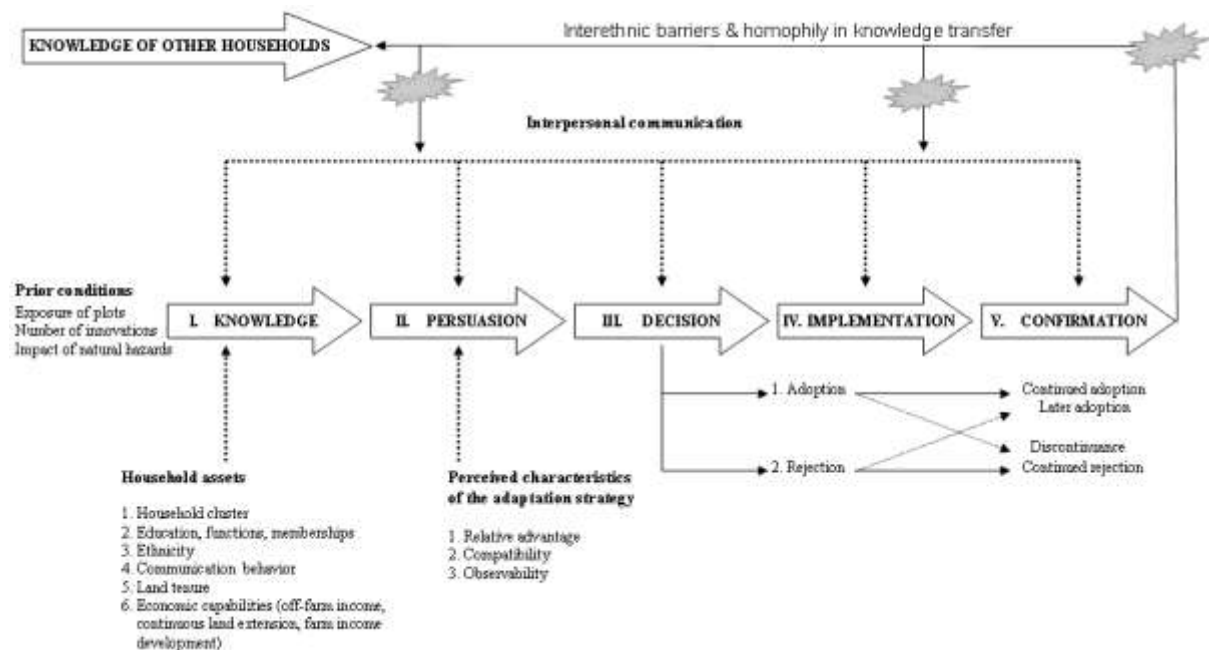 Interethnic barriers & homophily in knowledge transfer
KNOWLEDGE OF OTHER HOUSEHOLDS
Interpersonal communication
Prior conditions
Exposure of plots
Number of innovations
Impact of natural hazards
I. KNOWLEDGE
II. PERSUASION
III. DECISION
IV. IMPLEMENTATION
V. CONFIRMATION
1. Adoption
2. Rejection
Continued adoption
Later adoption
Discontinuance
Continued rejection
Household assets
1. Household cluster
2. Education, functions, memberships
3. Ethnicity
4. Communication behavior
5. Land tenure
6. Economic capabilities (off-farm income,
continuous land extension, farm income
development)
Perceived characteristics
of the adaptation strategy
1. Relative advantage
2. Compatibility
3. Observability